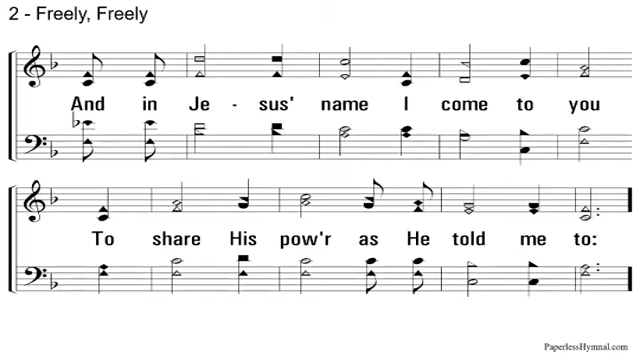 2 - Freely, Freely
And in Je - sus' name I come to you
To share His pow'r as He told me to:
PaperlessHymnal.com